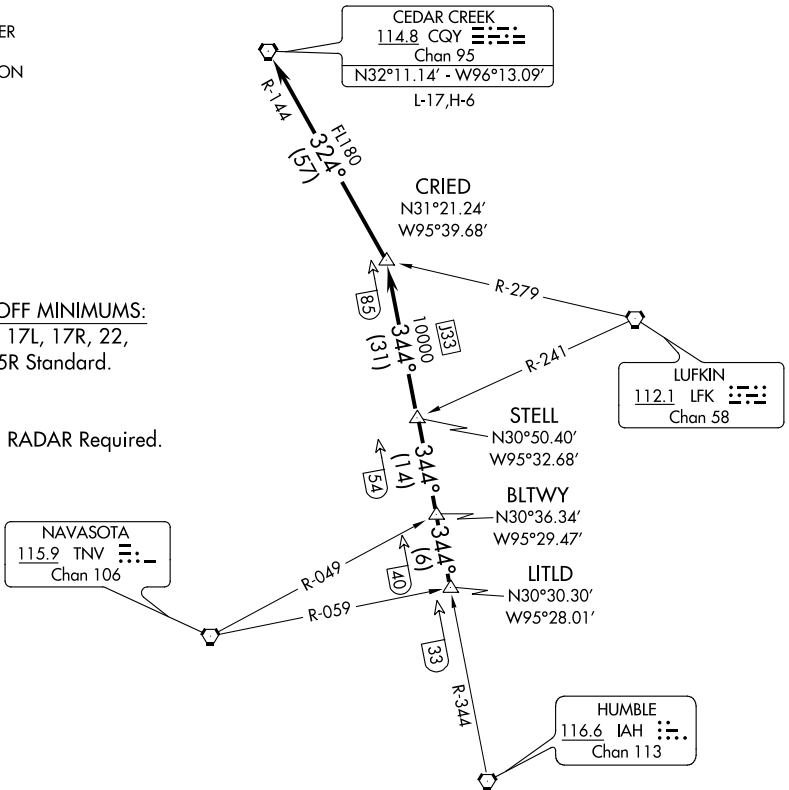 ER
ON
CEDAR CREEK
114.8 CQY
Chan 95
N32°11.14' - W96°13.09'
L-17,H-6
R-144
FL180
324°
(57)
CRIED
N31°21.24'
W95°39.68'
85
R-279
10000
J33
344°
(31)
R-241
OFF MINIMUMS:
17L, 17R, 22,
5R Standard.
LUFKIN
112.1 LFK
Chan 58
STELL
N30°50.40'
W95°32.68'
RADAR Required.
344°
(14)
54
BLTWY
N30°36.34'
W95°29.47'
NAVASOTA
115.9 TNV
Chan 106
R-049
344°
(6)
40
LITLD
N30°30.30'
W95°28.01'
R-059
33
R-344
HUMBLE
116.6 IAH
Chan 113